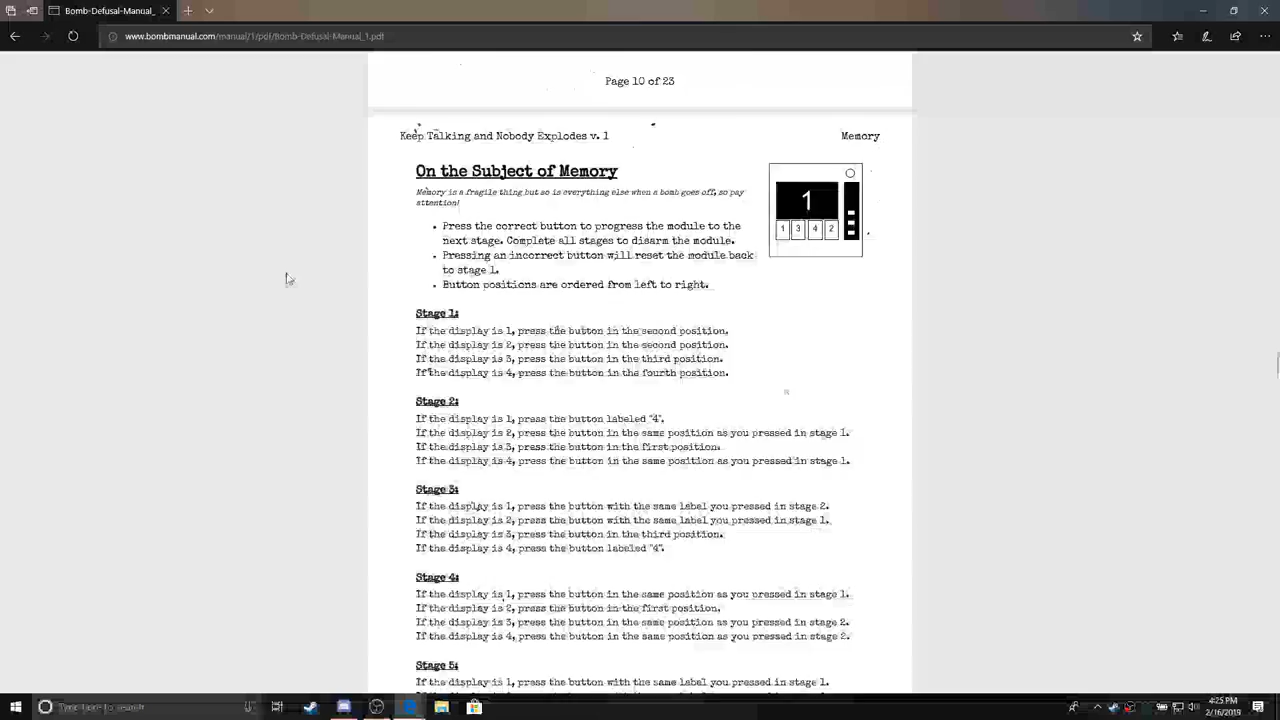 Bomb-Defusal-Manual_
www.bombmanual.com/manual/1/pdf/Bomb-Defusal-Manual_1.pdf
Page 10 of 23
Keep Talking and Nobody Explodes v. 1
Memory
On the Subject of Memory
Memory is a fragile thing but so is everything else when a bomb goes off, so pay
attention!
1
1 3 4 2
• Press the correct button to progress the module to the
next stage. Complete all stages to disarm the module.
• Pressing an incorrect button will reset the module back
to stage 1.
• Button positions are ordered from left to right.
Stage 1:
If the display is 1, press the button in the second position.
If the display is 2, press the button in the second position.
If the display is 3, press the button in the third position.
If the display is 4, press the button in the fourth position.
Stage 2:
If the display is 1, press the button labeled "4".
If the display is 2, press the button in the same position as you pressed in stage 1.
If the display is 3, press the button in the first position.
If the display is 4, press the button in the same position as you pressed in stage 1.
Stage 3:
If the display is 1, press the button with the same label you pressed in stage 2.
If the display is 2, press the button with the same label you pressed in stage 1.
If the display is 3, press the button in the third position.
If the display is 4, press the button labeled "4".
Stage 4:
If the display is 1, press the button in the same position as you pressed in stage 1.
If the display is 2, press the button in the first position.
If the display is 3, press the button in the same position as you pressed in stage 2.
If the display is 4, press the button in the same position as you pressed in stage 2.
Stage 5:
If the display is 1, press the button with the same label you pressed in stage 1.
Type here to search
4:25 PM
2/16/2019